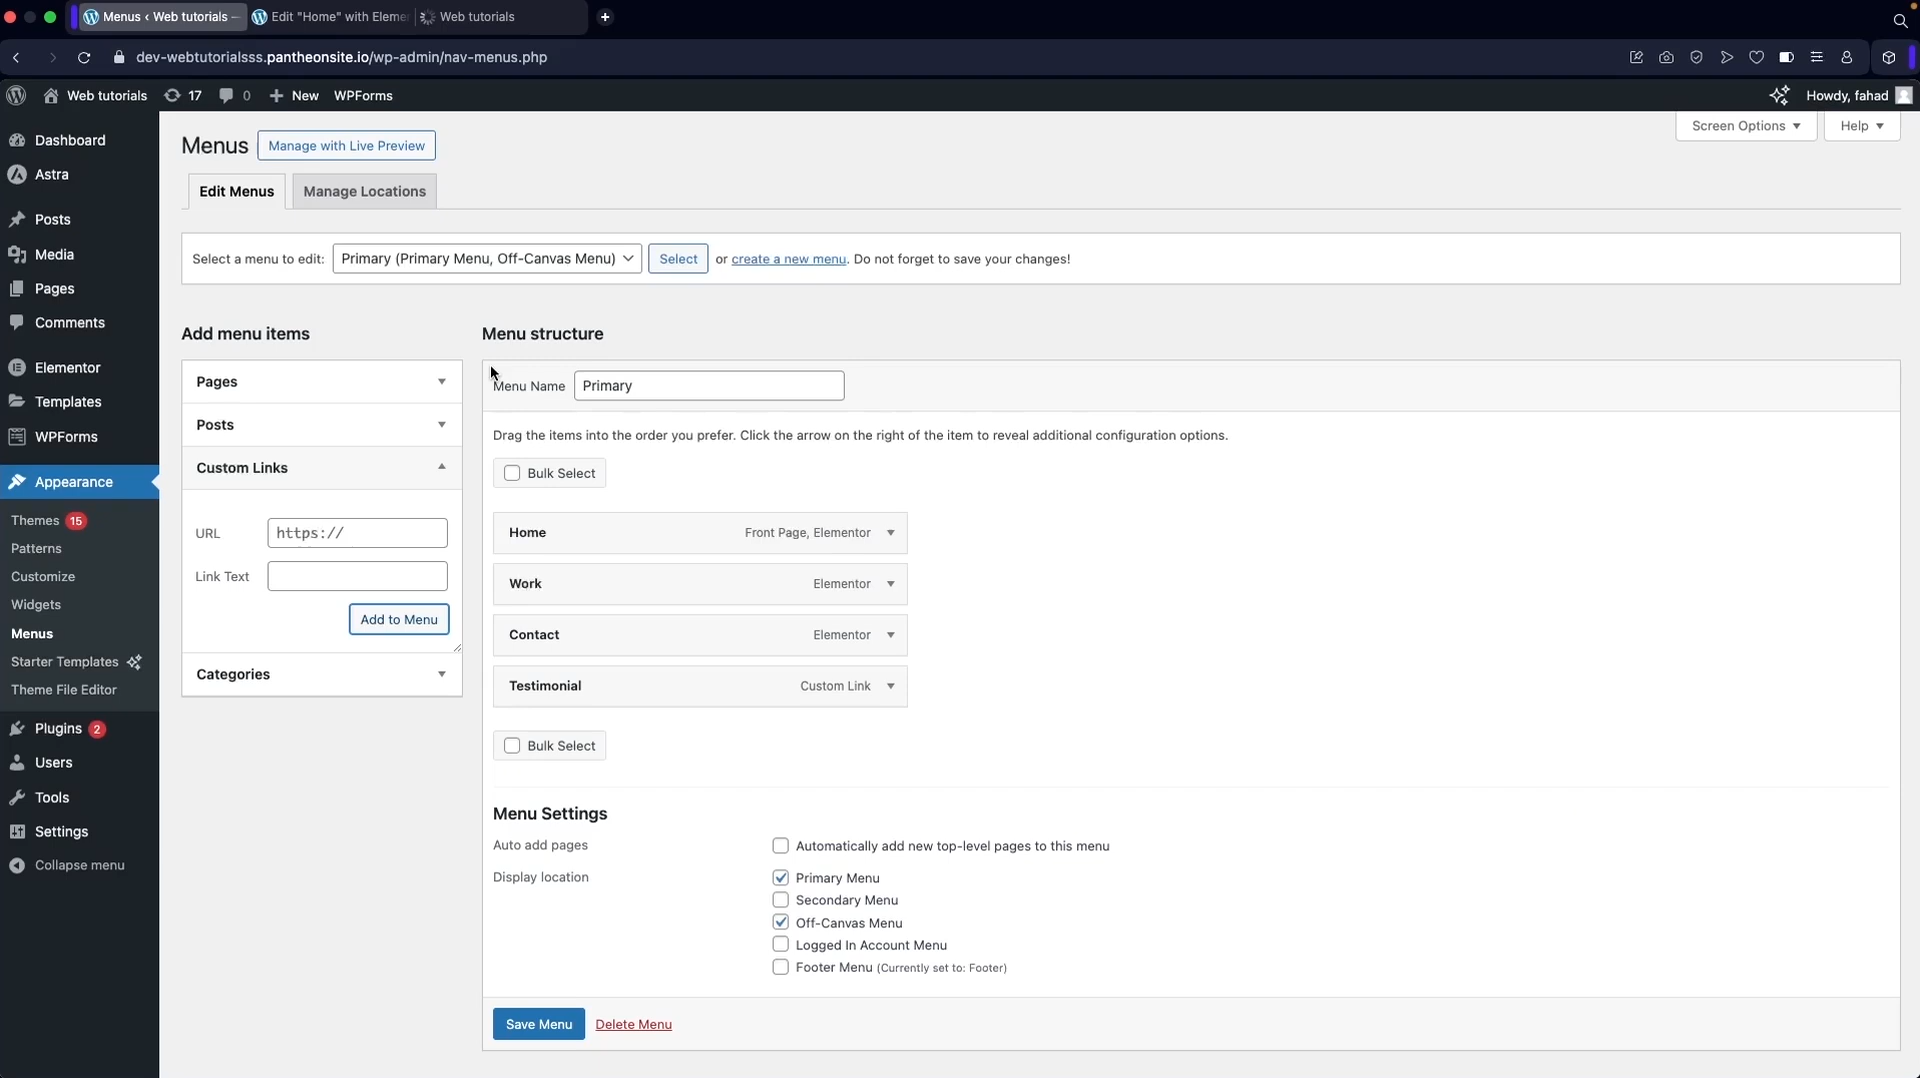 Menus ‹ Web tutorials —
Edit "Home" with Eleme
Web tutorials
dev-webtutorialsss.pantheonsite.io/wp-admin/nav-menus.php
Web tutorials
17
0
New
WPForms
Howdy, fahad
Dashboard
Astra
Posts
Media
Pages
Comments
Elementor
Templates
WPForms
Appearance
Themes 15
Patterns
Customize
Widgets
Menus
Starter Templates
Theme File Editor
Plugins 2
Users
Tools
Settings
Collapse menu
Menus
Manage with Live Preview
Screen Options
Help
Edit Menus
Manage Locations
Select a menu to edit: Primary (Primary Menu, Off-Canvas Menu) Select or create a new menu. Do not forget to save your changes!
Add menu items
Pages
Posts
Custom Links
URL https://
Link Text
Add to Menu
Categories
Menu structure
Menu Name Primary
Drag the items into the order you prefer. Click the arrow on the right of the item to reveal additional configuration options.
Bulk Select
Home Front Page, Elementor
Work Elementor
Contact Elementor
Testimonial Custom Link
Bulk Select
Menu Settings
Auto add pages Automatically add new top-level pages to this menu
Display location Primary Menu
Secondary Menu
Off-Canvas Menu
Logged In Account Menu
Footer Menu (Currently set to: Footer)
Save Menu Delete Menu